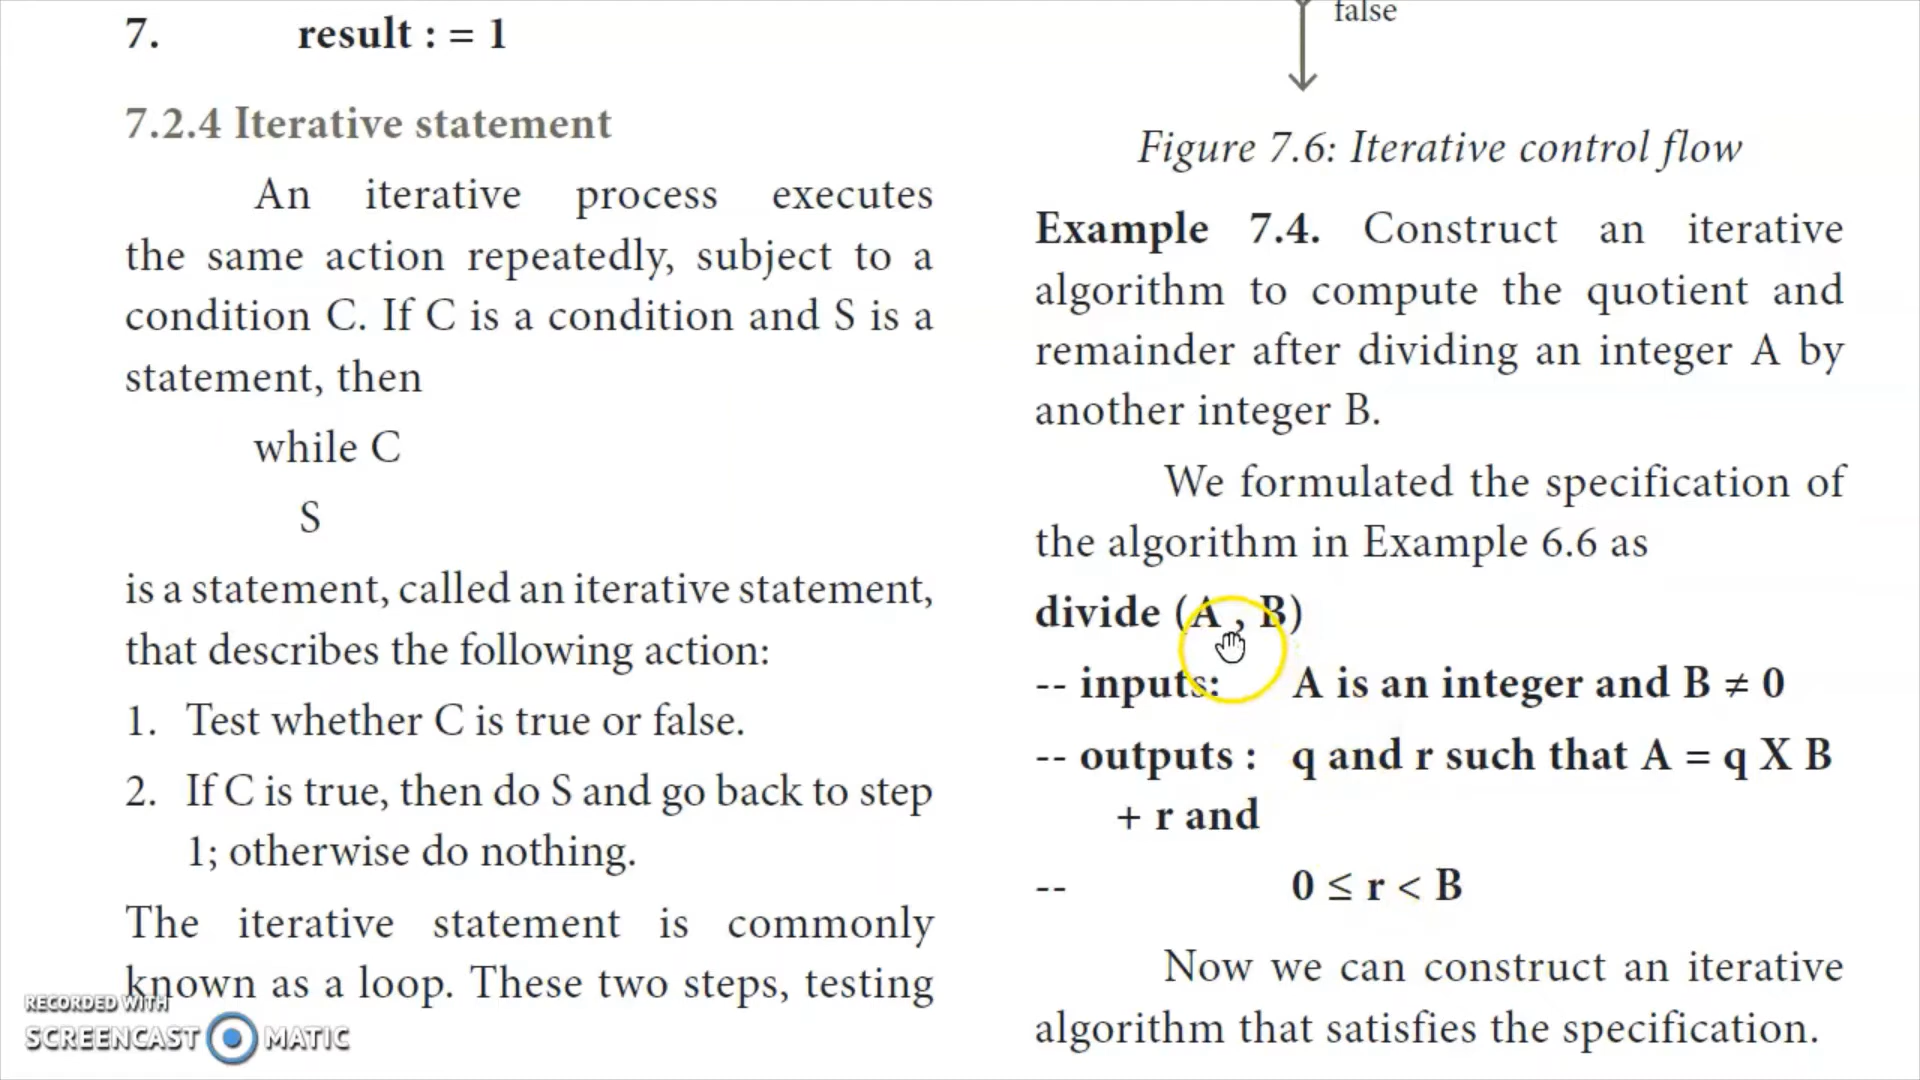 7. result : = 1
7.2.4 Iterative statement
An iterative process executes
the same action repeatedly, subject to a
condition C. If C is a condition and S is a
statement, then
while C
S
is a statement, called an iterative statement,
that describes the following action:
1. Test whether C is true or false.
2. If C is true, then do S and go back to step
1; otherwise do nothing.
The iterative statement is commonly
known as a loop. These two steps, testing
false
Figure 7.6: Iterative control flow
Example 7.4. Construct an iterative
algorithm to compute the quotient and
remainder after dividing an integer A by
another integer B.
We formulated the specification of
the algorithm in Example 6.6 as
divide (A , B)
-- inputs: A is an integer and B ≠ 0
-- outputs : q and r such that A = q X B
+ r and
-- 0 ≤ r < B
Now we can construct an iterative
algorithm that satisfies the specification.
RECORDED WITH
SCREENCAST MATIC